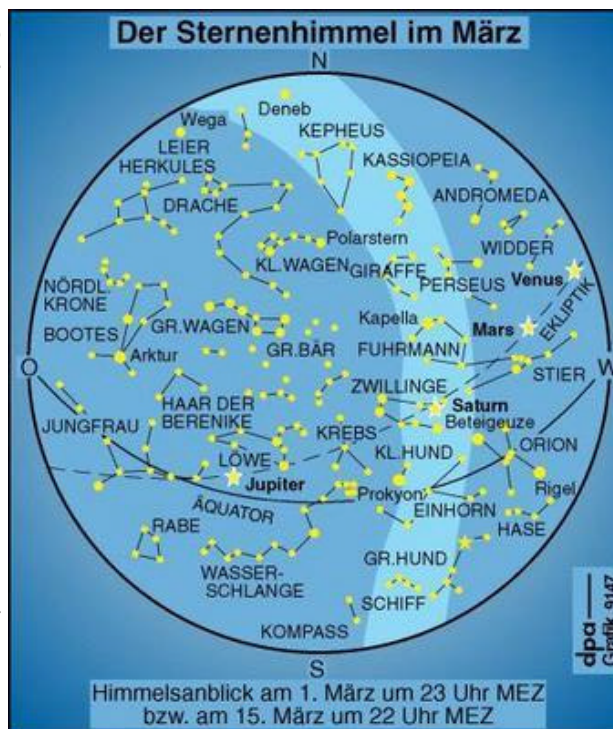 Der Sternenhimmel im März
N
Deneb
Wega
LEIER
KEPHEUS
HERKULES
KASSIOPEIA
DRACHE
ANDROMEDA
Polarstern
WIDDER
KL.WAGEN
GIRAFFE
PERSEUS
Venus
NÖRDL.
KRONE
EKLIPTIK
BOOTES
GR.WAGEN
Kapella
Mars
Arktur
GR.BÄR
FUHRMANN
O
W
STIER
ZWILLINGE
HAAR DER
BERENIKE
Saturn
JUNGFRAU
KREBS
Beteigeuze
LÖWE
KL.HUND
ORION
Jupiter
Prokyon
Rigel
ÄQUATOR
EINHORN
HASE
RABE
WASSER-
SCHLANGE
GR.HUND
SCHIFF
KOMPASS
S
dpa
Grafik 9147
Himmelsanblick am 1. März um 23 Uhr MEZ
bzw. am 15. März um 22 Uhr MEZ